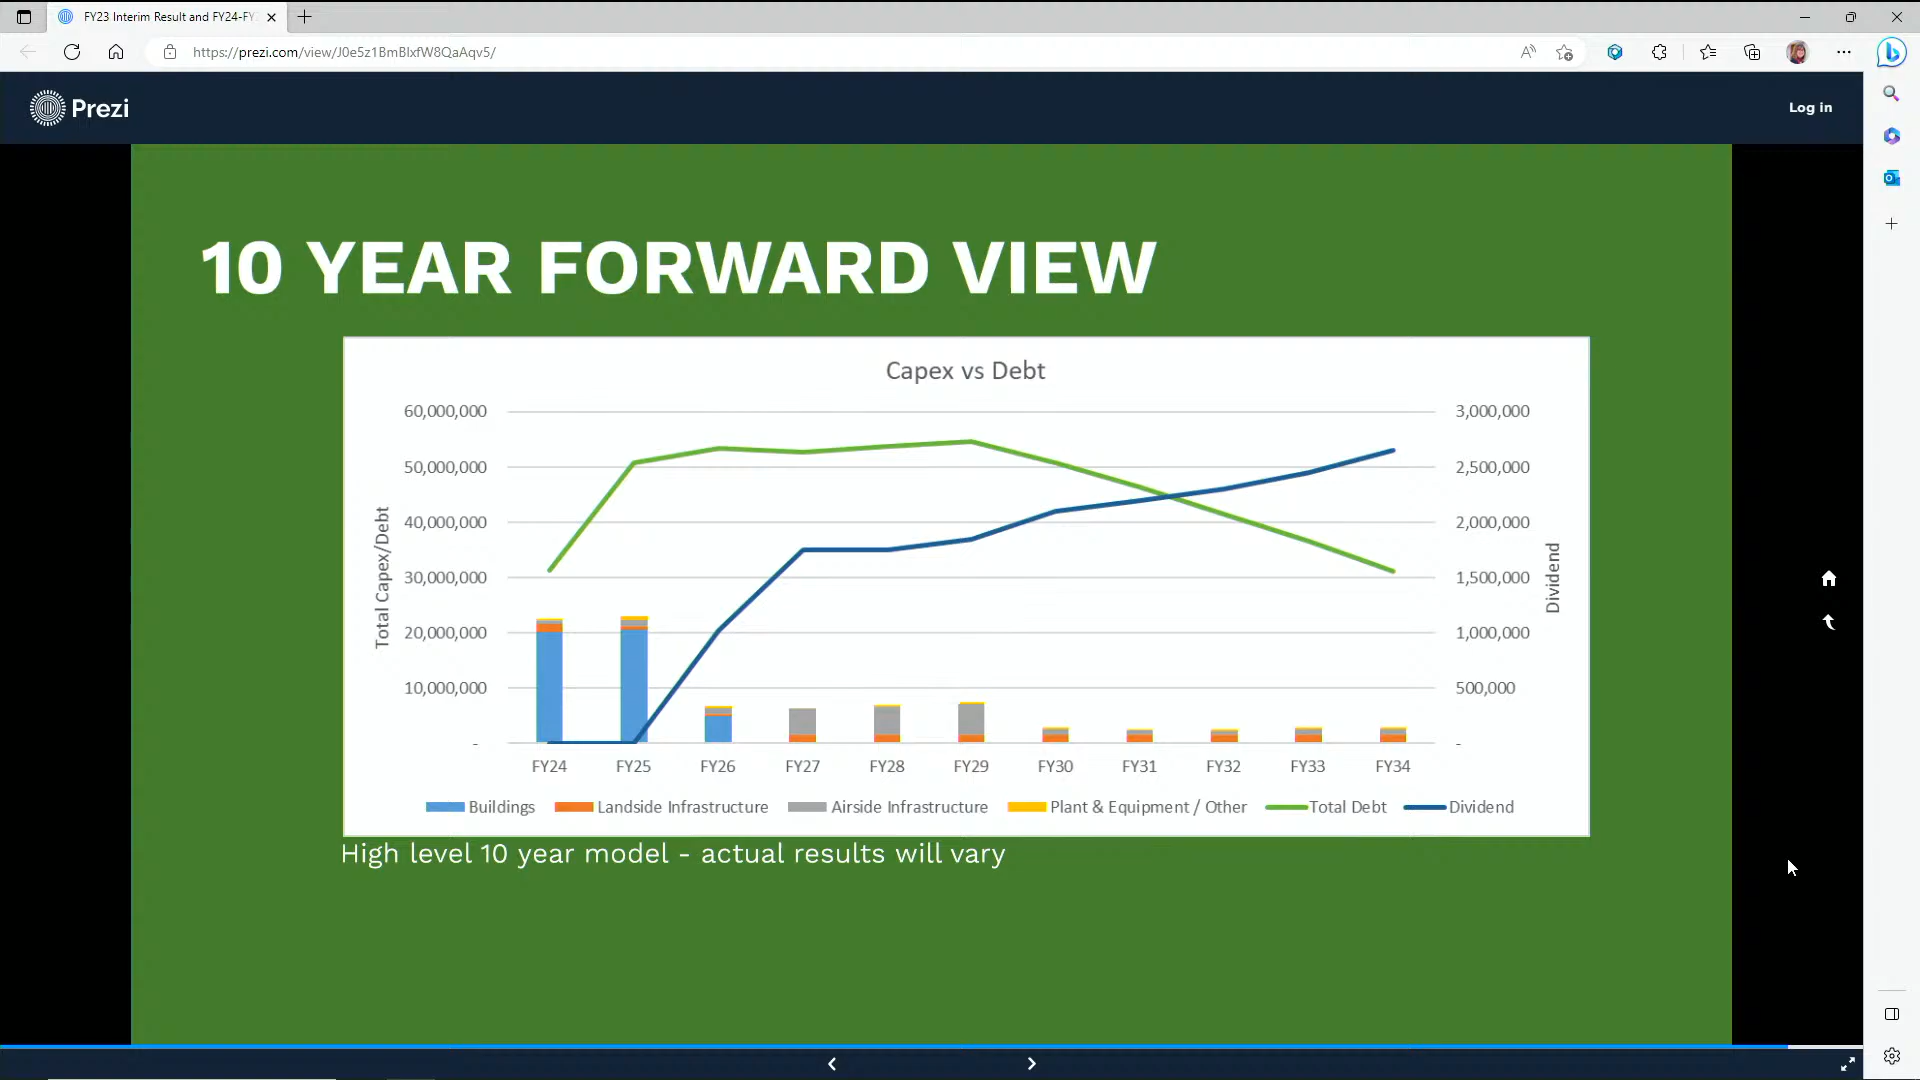 FY23 Interim Result and FY24-FY
https://prezi.com/view/J0e5z1BmBlxfW8QaAqv5/
Prezi
Log in
10 YEAR FORWARD VIEW
Capex vs Debt
60,000,000 3,000,000
50,000,000 2,500,000
40,000,000 2,000,000
30,000,000 1,500,000
20,000,000 1,000,000
10,000,000 500,000
- -
Total Capex/Debt
Dividend
FY24 FY25 FY26 FY27 FY28 FY29 FY30 FY31 FY32 FY33 FY34
Buildings Landside Infrastructure Airside Infrastructure Plant & Equipment / Other Total Debt Dividend
High level 10 year model - actual results will vary